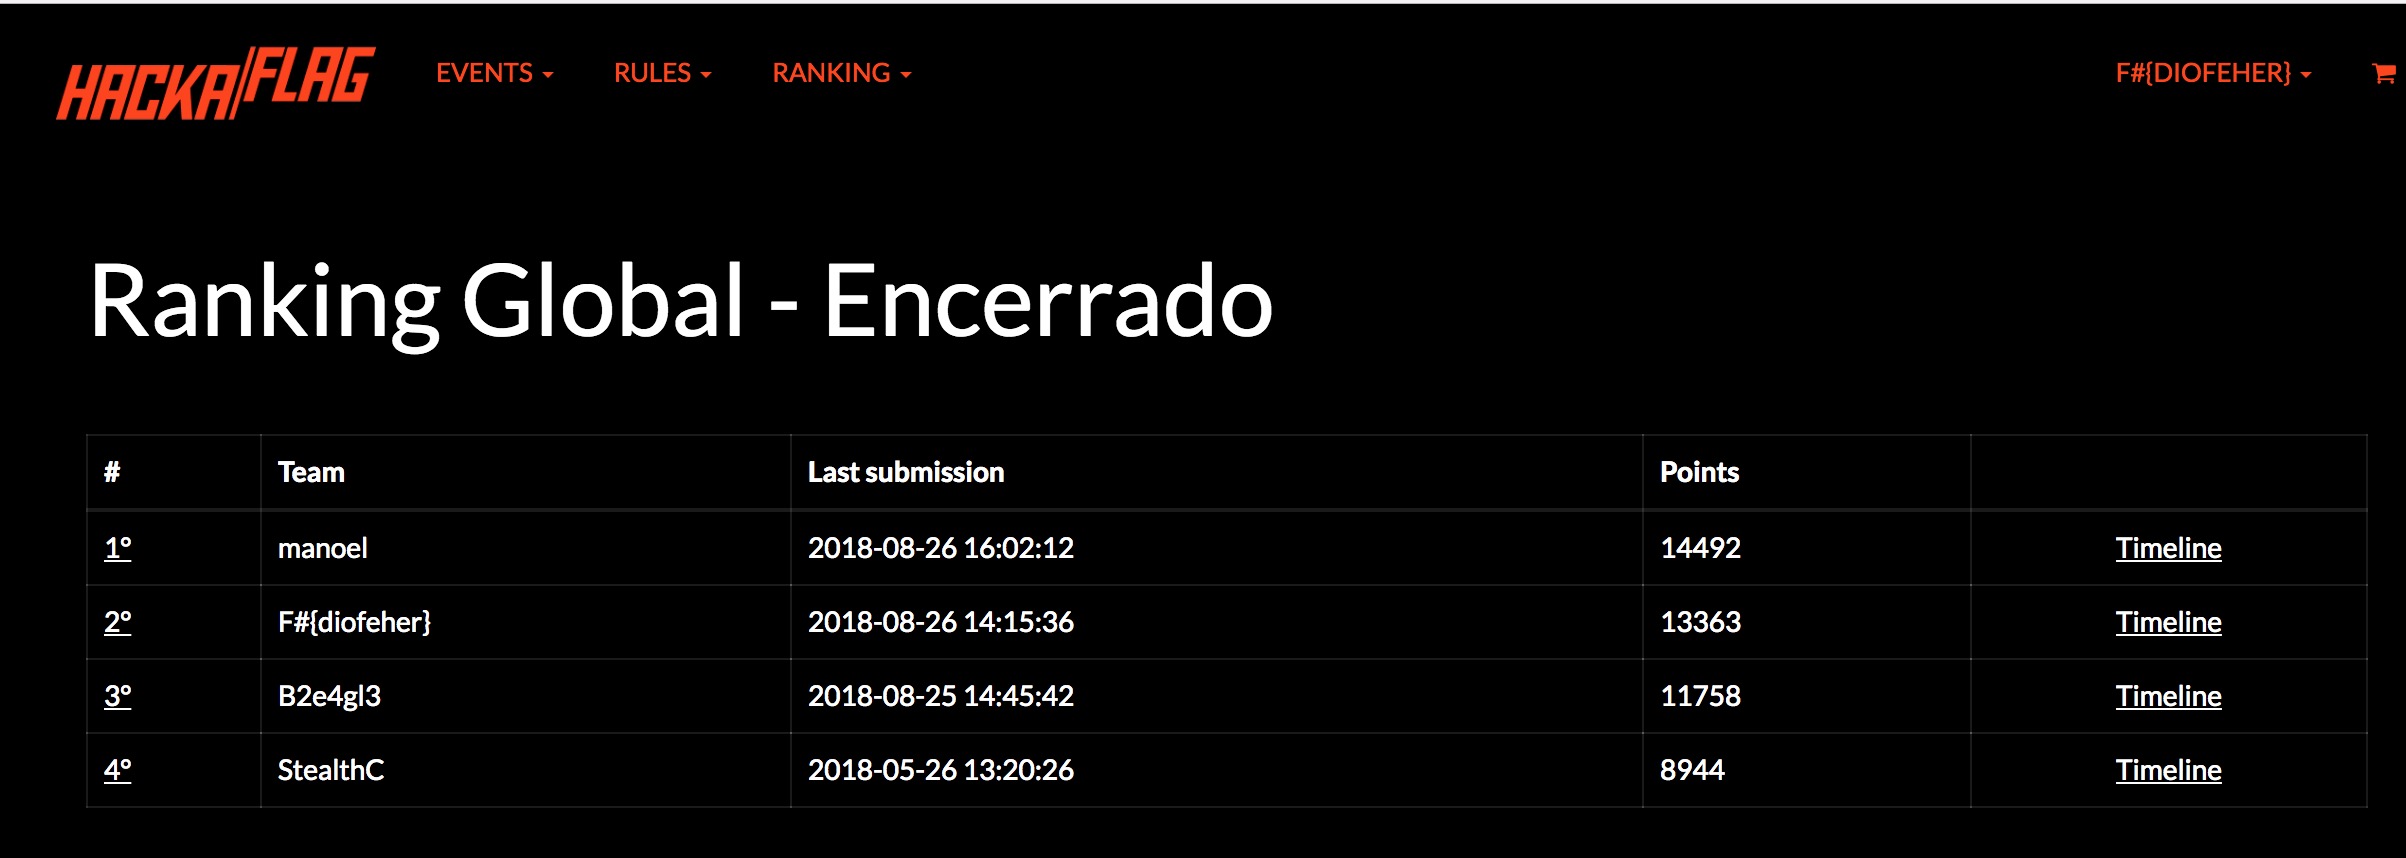 HACKA/FLAG EVENTS RULES RANKING F#{DIOFEHER}
Ranking Global - Encerrado
# Team Last submission Points
1º manoel 2018-08-26 16:02:12 14492 Timeline
2º F#{diofeher} 2018-08-26 14:15:36 13363 Timeline
3º B2e4gl3 2018-08-25 14:45:42 11758 Timeline
4º StealthC 2018-05-26 13:20:26 8944 Timeline